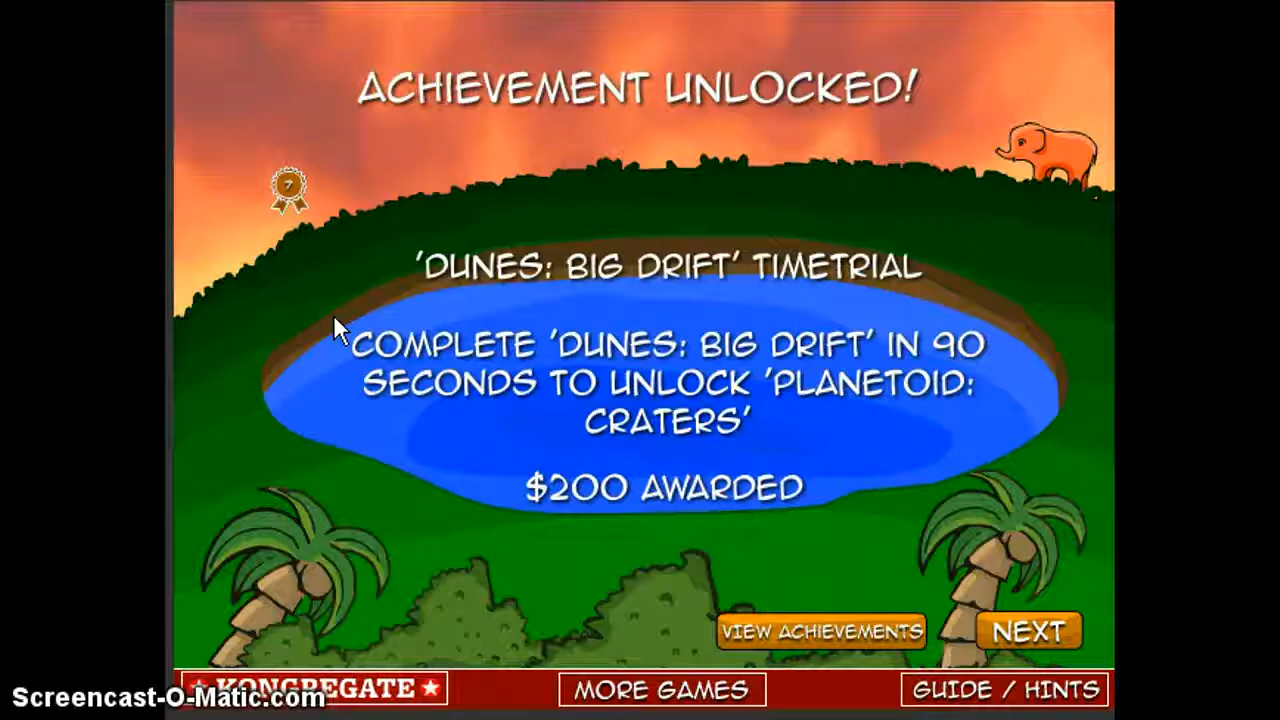 ACHIEVEMENT UNLOCKED!
7
'DUNES: BIG DRIFT' TIMETRIAL
COMPLETE 'DUNES: BIG DRIFT' IN 90
SECONDS TO UNLOCK 'PLANETOID:
CRATERS'
$200 AWARDED
VIEW ACHIEVEMENTS
NEXT
KONGREGATE
MORE GAMES
GUIDE / HINTS
Screencast-O-Matic.com